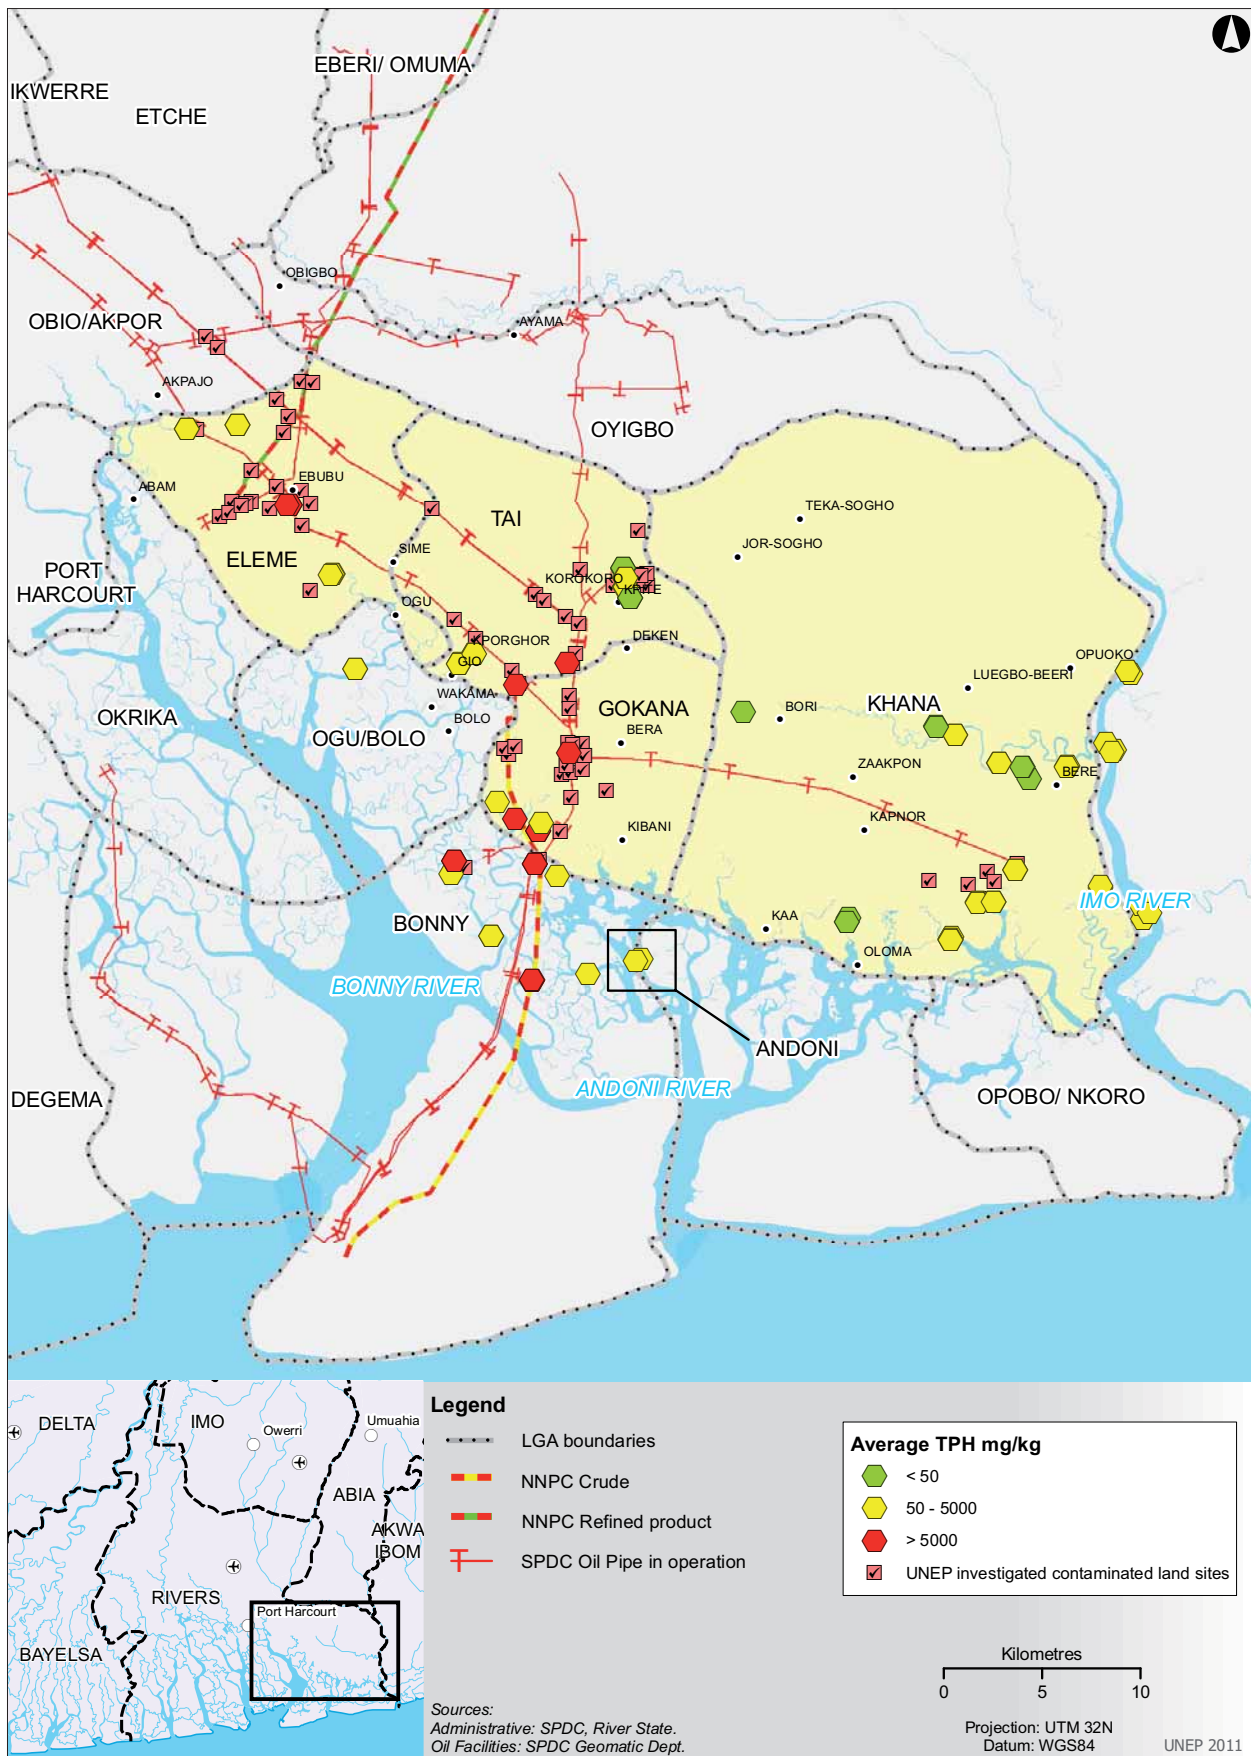 EBERI/ OMUMA
IKWERRE
ETCHE
OBIGBO
OBIO/AKPOR
AYAMA
AKPAJO
OYIGBO
ABAM
EBUBU
TEKA-SOGHO
TAI
JOR-SOGHO
ELEME
SIME
PORT
HARCOURT
KOROKORO
KPITE
OGU
KPORGHOR
DEKEN
GIO
OPUOKO
LUEGBO-BEERI
WAKAMA
OKRIKA
BOLO
OGU/BOLO
GOKANA
BORI
KHANA
BERA
ZAAKPON
BERE
KAPNOR
KIBANI
IMO RIVER
BONNY
KAA
OLOMA
BONNY RIVER
ANDONI
ANDONI RIVER
DEGEMA
OPOBO/ NKORO
DELTA
IMO
Owerri
Umuahia
ABIA
AKWA
IBOM
RIVERS
Port Harcourt
BAYELSA
Legend
LGA boundaries
NNPC Crude
NNPC Refined product
SPDC Oil Pipe in operation
Average TPH mg/kg
< 50
50 - 5000
> 5000
UNEP investigated contaminated land sites
Kilometres
0 5 10
Sources:
Administrative: SPDC, River State.
Oil Facilities: SPDC Geomatic Dept.
Projection: UTM 32N
Datum: WGS84
UNEP 2011